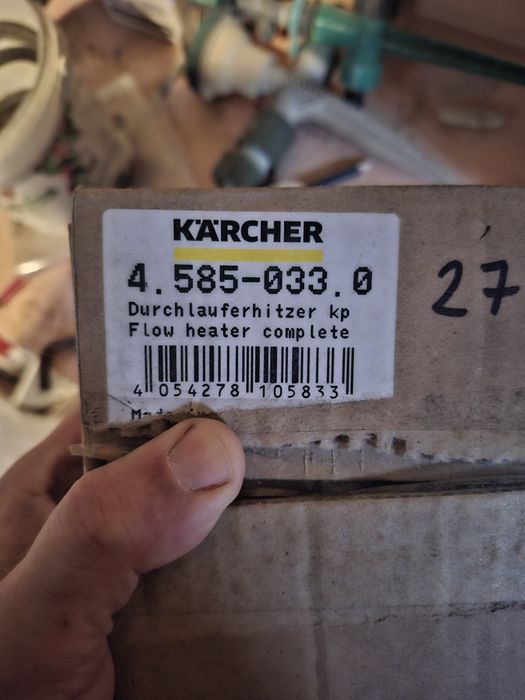 KÄRCHER
4.585-033.0
Durchlauferhitzer kp
Flow heater complete
4 054278 105833
27